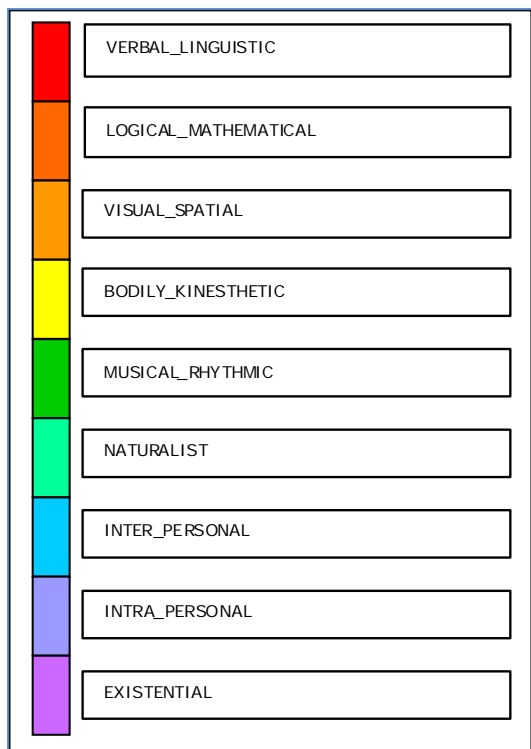 VERBAL_LINGUISTIC
LOGICAL_MATHEMATICAL
VISUAL_SPATIAL
BODILY_KINESTHETIC
MUSICAL_RHYTHMIC
NATURALIST
INTER_PERSONAL
INTRA_PERSONAL
EXISTENTIAL